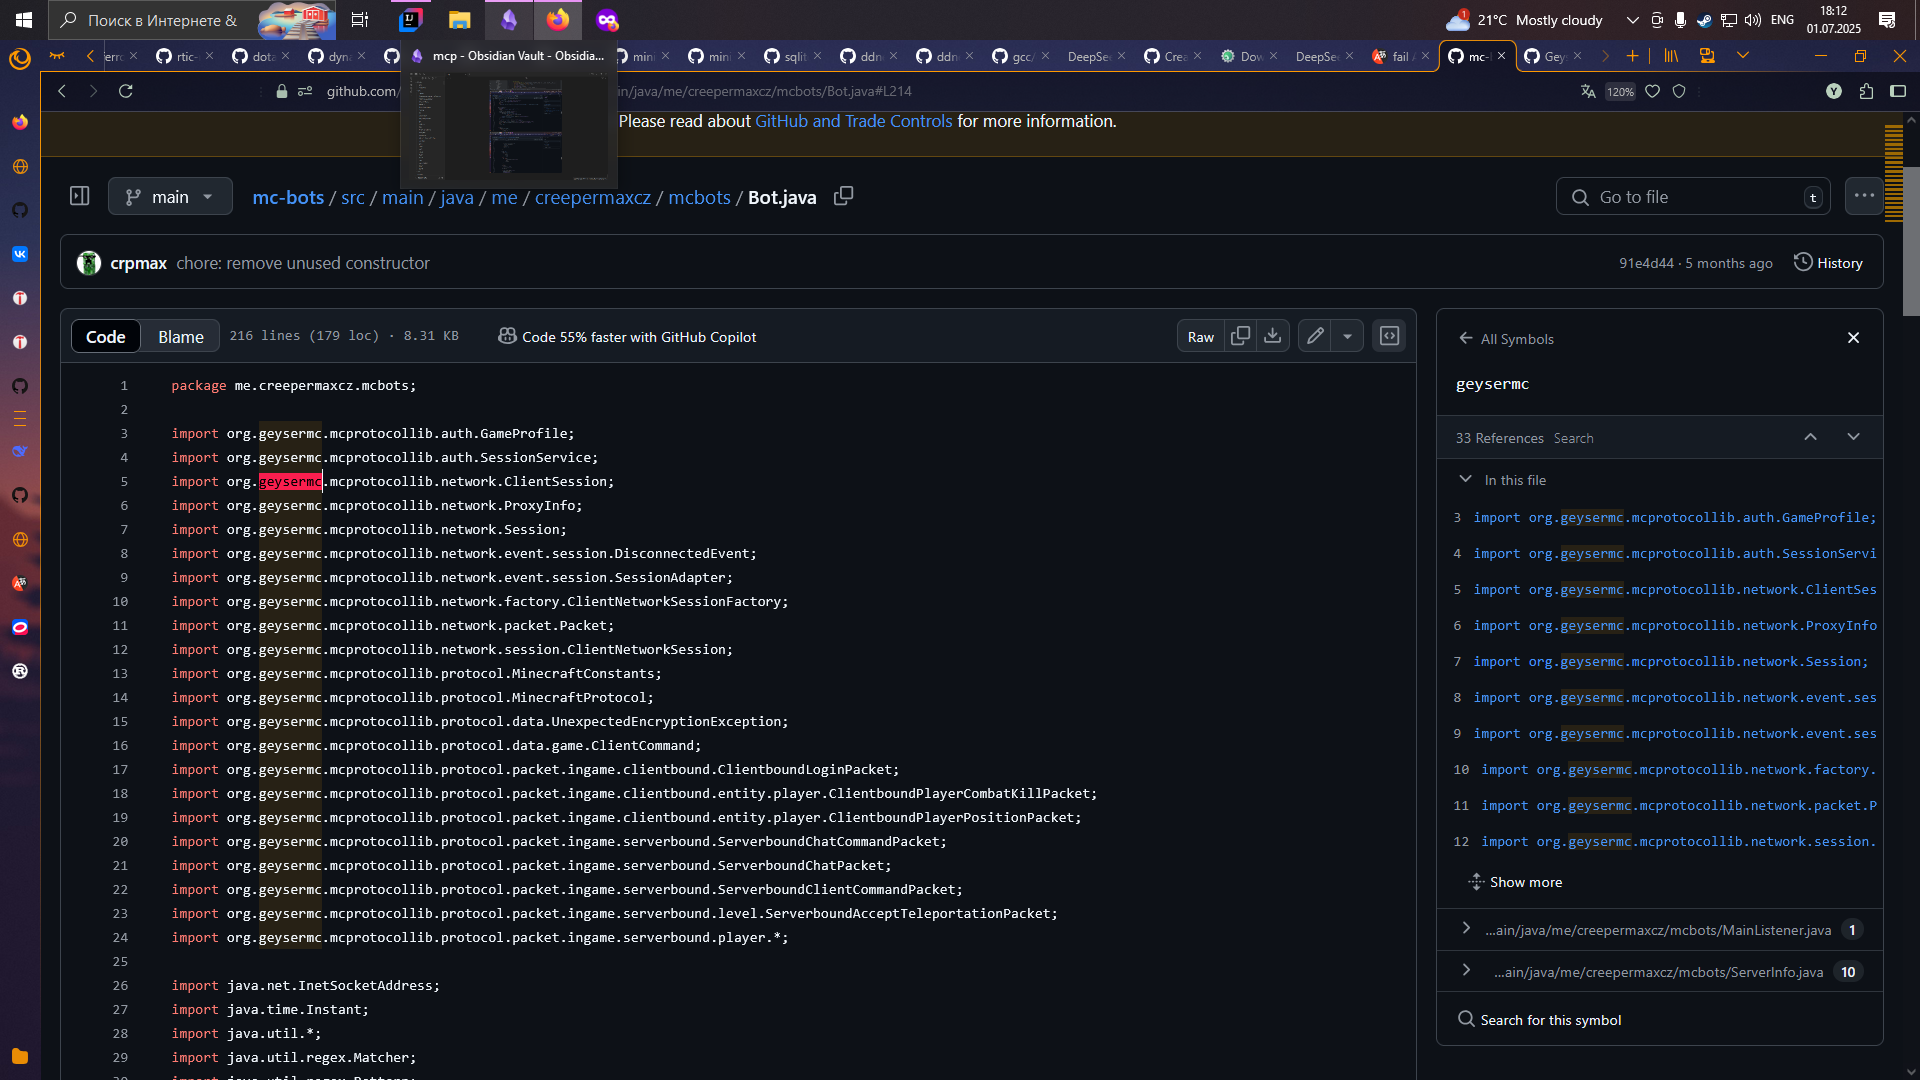 Поиск в Интернете &
1
21°C Mostly cloudy
ENG
18:12
01.07.2025
mcp - Obsidian Vault - Obsidia...
erro
rtic-
dota
dyna
mini
mini
sqlit
ddn
ddn
gcc/
DeepSee
Crea
Dow
DeepSee
fail
mc-b
Geys
github.com/
in/java/me/creepermaxcz/mcbots/Bot.java#L214
120%
Y
Please read about GitHub and Trade Controls for more information.
main
mc-bots / src / main / java / me / creepermaxcz / mcbots / Bot.java
Go to file
t
crpmax chore: remove unused constructor
91e4d44 · 5 months ago
History
Code
Blame
216 lines (179 loc) · 8.31 KB
Code 55% faster with GitHub Copilot
Raw
1 package me.creepermaxcz.mcbots;
2
3 import org.geysermc.mcprotocollib.auth.GameProfile;
4 import org.geysermc.mcprotocollib.auth.SessionService;
5 import org.geysermc.mcprotocollib.network.ClientSession;
6 import org.geysermc.mcprotocollib.network.ProxyInfo;
7 import org.geysermc.mcprotocollib.network.Session;
8 import org.geysermc.mcprotocollib.network.event.session.DisconnectedEvent;
9 import org.geysermc.mcprotocollib.network.event.session.SessionAdapter;
10 import org.geysermc.mcprotocollib.network.factory.ClientNetworkSessionFactory;
11 import org.geysermc.mcprotocollib.network.packet.Packet;
12 import org.geysermc.mcprotocollib.network.session.ClientNetworkSession;
13 import org.geysermc.mcprotocollib.protocol.MinecraftConstants;
14 import org.geysermc.mcprotocollib.protocol.MinecraftProtocol;
15 import org.geysermc.mcprotocollib.protocol.data.UnexpectedEncryptionException;
16 import org.geysermc.mcprotocollib.protocol.data.game.ClientCommand;
17 import org.geysermc.mcprotocollib.protocol.packet.ingame.clientbound.ClientboundLoginPacket;
18 import org.geysermc.mcprotocollib.protocol.packet.ingame.clientbound.entity.player.ClientboundPlayerCombatKillPacket;
19 import org.geysermc.mcprotocollib.protocol.packet.ingame.clientbound.entity.player.ClientboundPlayerPositionPacket;
20 import org.geysermc.mcprotocollib.protocol.packet.ingame.serverbound.ServerboundChatCommandPacket;
21 import org.geysermc.mcprotocollib.protocol.packet.ingame.serverbound.ServerboundChatPacket;
22 import org.geysermc.mcprotocollib.protocol.packet.ingame.serverbound.ServerboundClientCommandPacket;
23 import org.geysermc.mcprotocollib.protocol.packet.ingame.serverbound.level.ServerboundAcceptTeleportationPacket;
24 import org.geysermc.mcprotocollib.protocol.packet.ingame.serverbound.player.*;
25
26 import java.net.InetSocketAddress;
27 import java.time.Instant;
28 import java.util.*;
29 import java.util.regex.Matcher;
30 import java.util.regex.Pattern;
All Symbols
geysermc
33 References Search
In this file
3 import org.geysermc.mcprotocollib.auth.GameProfile;
4 import org.geysermc.mcprotocollib.auth.SessionServi
5 import org.geysermc.mcprotocollib.network.ClientSes
6 import org.geysermc.mcprotocollib.network.ProxyInfo
7 import org.geysermc.mcprotocollib.network.Session;
8 import org.geysermc.mcprotocollib.network.event.ses
9 import org.geysermc.mcprotocollib.network.event.ses
10 import org.geysermc.mcprotocollib.network.factory.
11 import org.geysermc.mcprotocollib.network.packet.P
12 import org.geysermc.mcprotocollib.network.session.
Show more
...ain/java/me/creepermaxcz/mcbots/MainListener.java 1
...ain/java/me/creepermaxcz/mcbots/ServerInfo.java 10
Search for this symbol